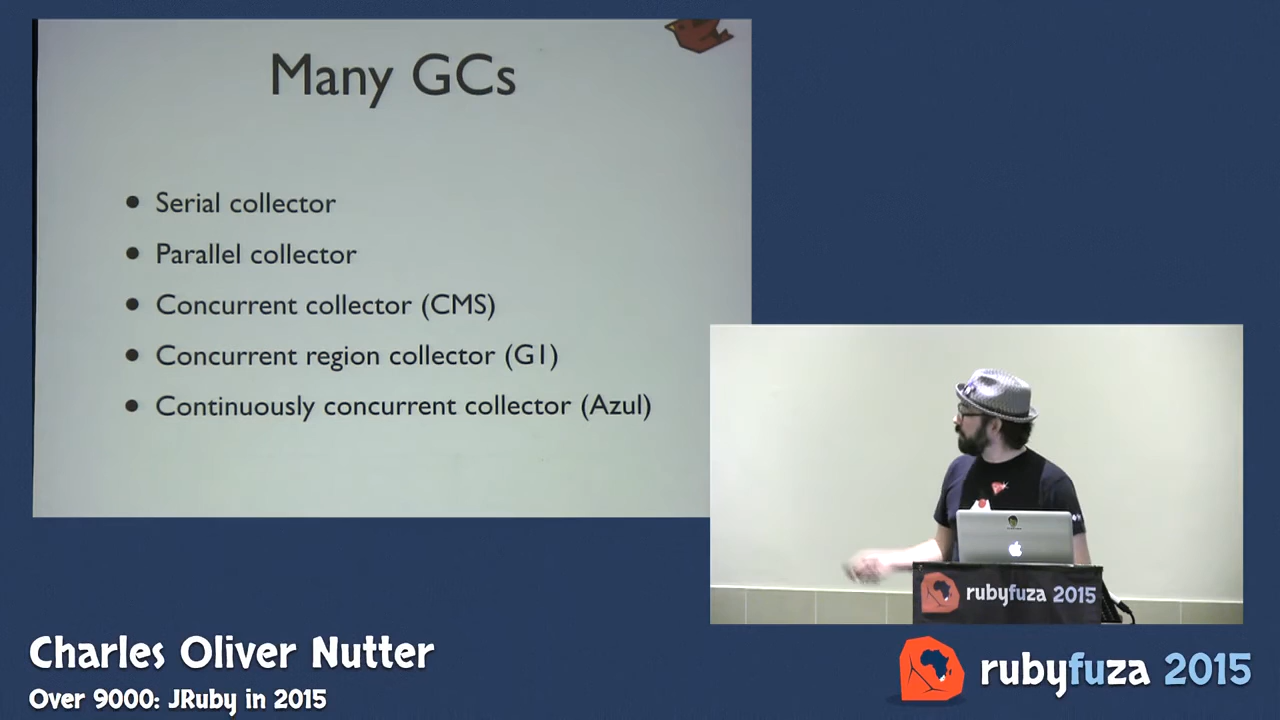 Many GCs
• Serial collector
• Parallel collector
• Concurrent collector (CMS)
• Concurrent region collector (G1)
• Continuously concurrent collector (Azul)
rubyfuza 2015
Charles Oliver Nutter
Over 9000: JRuby in 2015
rubyfuza 2015